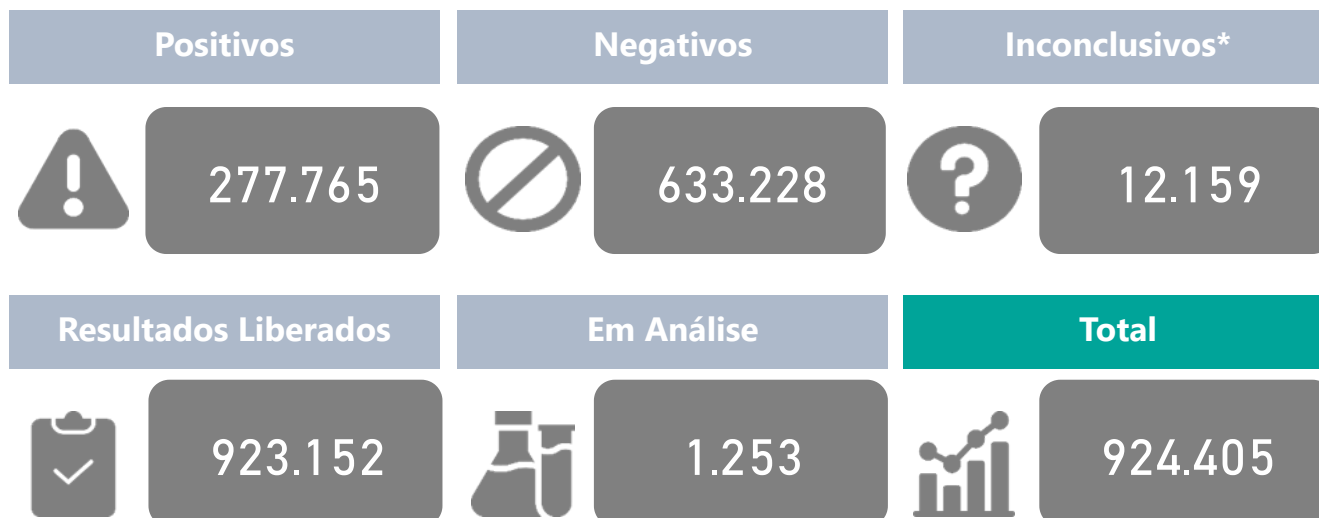 Positivos
Negativos
Inconclusivos*
277.765
633.228
12.159
Resultados Liberados
Em Análise
Total
923.152
1.253
924.405